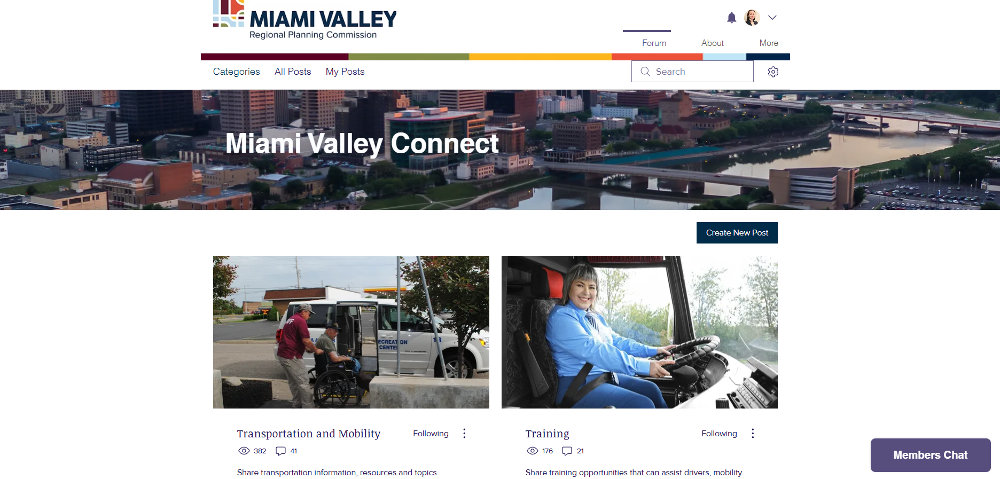 MIAMI VALLEY
Regional Planning Commission
Forum
About
More
Categories
All Posts
My Posts
Search
Miami Valley Connect
Create New Post
ECREATION
CENTE
18
Transportation and Mobility
Following
382
41
Share transportation information, resources and topics.
Training
Following
176
21
Share training opportunities that can assist drivers, mobility
Members Chat